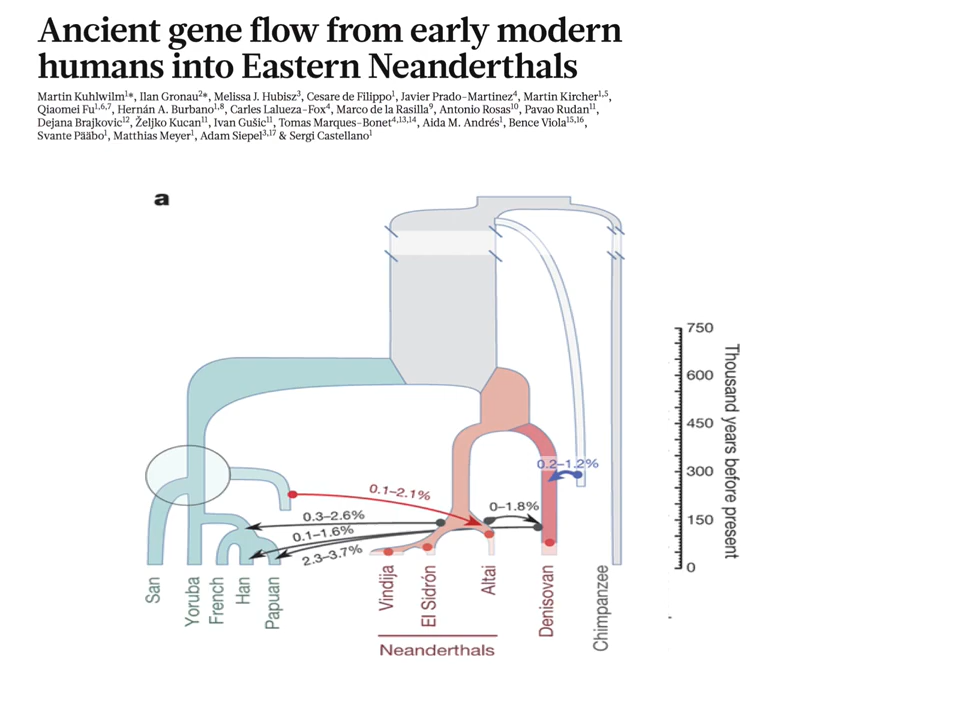 Ancient gene flow from early modern
humans into Eastern Neanderthals
Martin Kuhlwilm1*, Ilan Gronau2*, Melissa J. Hubisz3, Cesare de Filippo1, Javier Prado-Martinez4, Martin Kircher1,5,
Qiaomei Fu1,6,7, Hernán A. Burbano1,8, Carles Lalueza-Fox4, Marco de la Rasilla9, Antonio Rosas10, Pavao Rudan11,
Dejana Brajkovic12, Željko Kucan11, Ivan Gušic11, Tomas Marques-Bonet4,13,14, Aida M. Andrés1, Bence Viola15,16,
Svante Pääbo1, Matthias Meyer1, Adam Siepel3,17 & Sergi Castellano1
a
750
600
450
300
150
0
Thousand years before present
0.2–1.2%
0.1–2.1%
0–1.8%
0.3–2.6%
0.1–1.6%
2.3–3.7%
San
Yoruba
French
Han
Papuan
Vindija
El Sidrón
Altai
Denisovan
Chimpanzee
Neanderthals